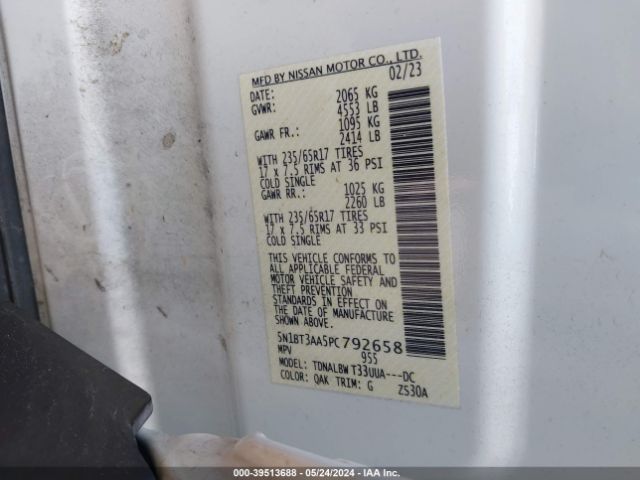 MFD BY NISSAN MOTOR CO., LTD.
DATE: 02/23
GVWR: 2065 KG
4553 LB
GAWR FR.: 1095 KG
2414 LB
WITH 235/65R17 TIRES
17 x 7.5 RIMS AT 36 PSI
COLD SINGLE
GAWR RR.: 1025 KG
2260 LB
WITH 235/65R17 TIRES
17 x 7.5 RIMS AT 33 PSI
COLD SINGLE
THIS VEHICLE CONFORMS TO
ALL APPLICABLE FEDERAL
MOTOR VEHICLE SAFETY AND
THEFT PREVENTION
STANDARDS IN EFFECT ON
THE DATE OF MANUFACTURE
SHOWN ABOVE.
5N1BT3AA5PC792658
MPV 955
MODEL: TDNALBW T33UUA---DC
COLOR: QAK TRIM: G ZS30A
000-39513688 - 05/24/2024 - IAA Inc.